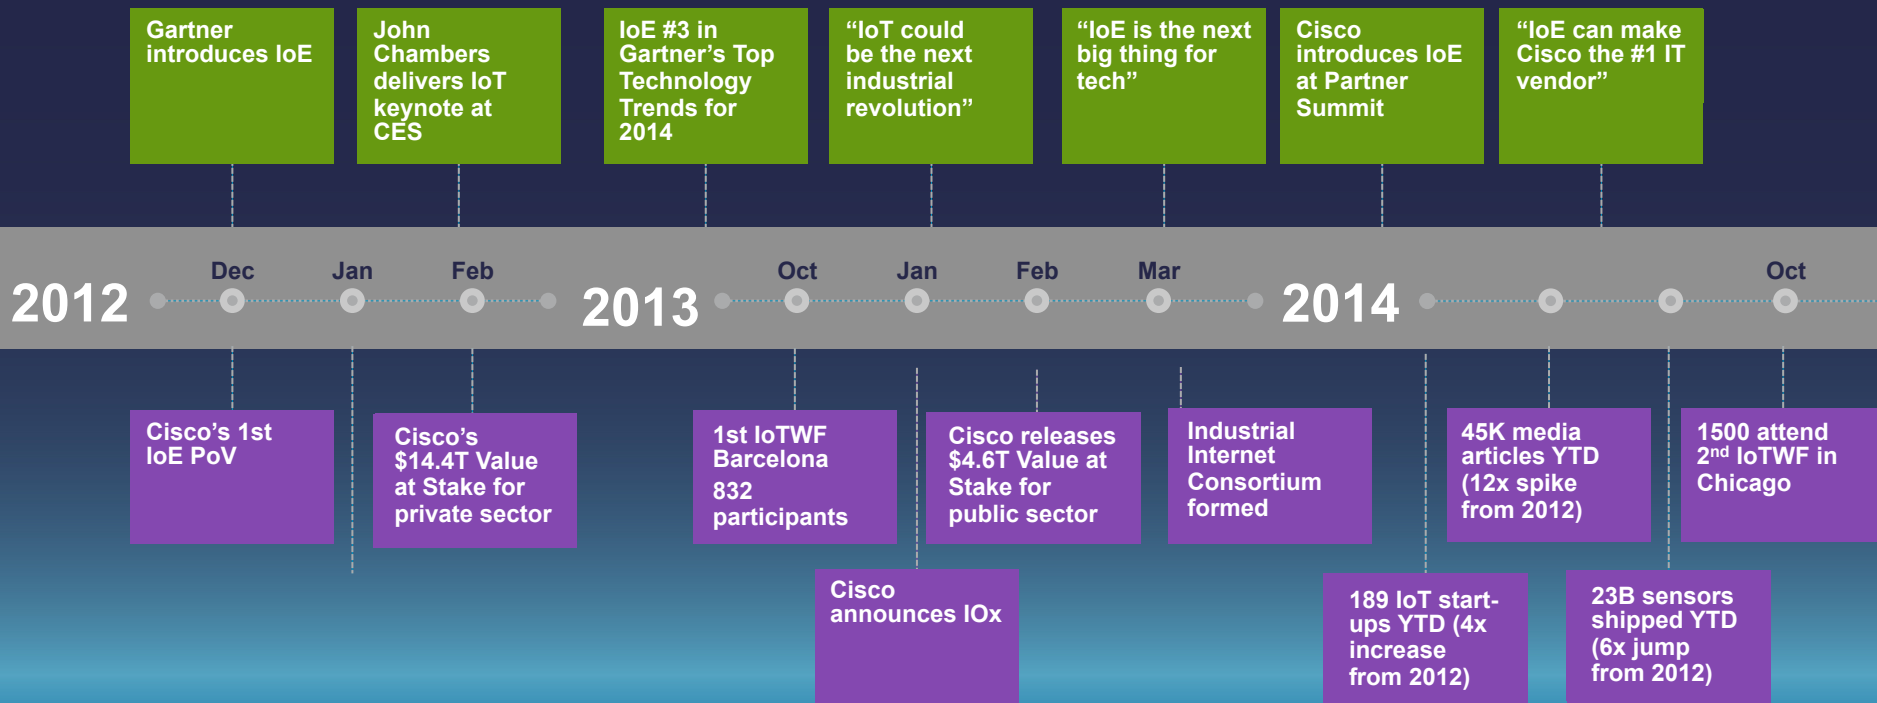 Gartner
introduces IoE
John
Chambers
delivers IoT
keynote at
CES
IoE #3 in
Gartner’s Top
Technology
Trends for
2014
“IoT could
be the next
industrial
revolution”
“IoE is the next
big thing for
tech”
Cisco
introduces IoE
at Partner
Summit
“IoE can make
Cisco the #1 IT
vendor”
2012
Dec
Jan
Feb
2013
Oct
Jan
Feb
Mar
2014
Oct
Cisco’s 1st
IoE PoV
Cisco’s
$14.4T Value
at Stake for
private sector
1st IoTWF
Barcelona
832
participants
Cisco releases
$4.6T Value at
Stake for
public sector
Industrial
Internet
Consortium
formed
45K media
articles YTD
(12x spike
from 2012)
1500 attend
2nd IoTWF in
Chicago
Cisco
announces IOx
189 IoT start-
ups YTD (4x
increase
from 2012)
23B sensors
shipped YTD
(6x jump
from 2012)